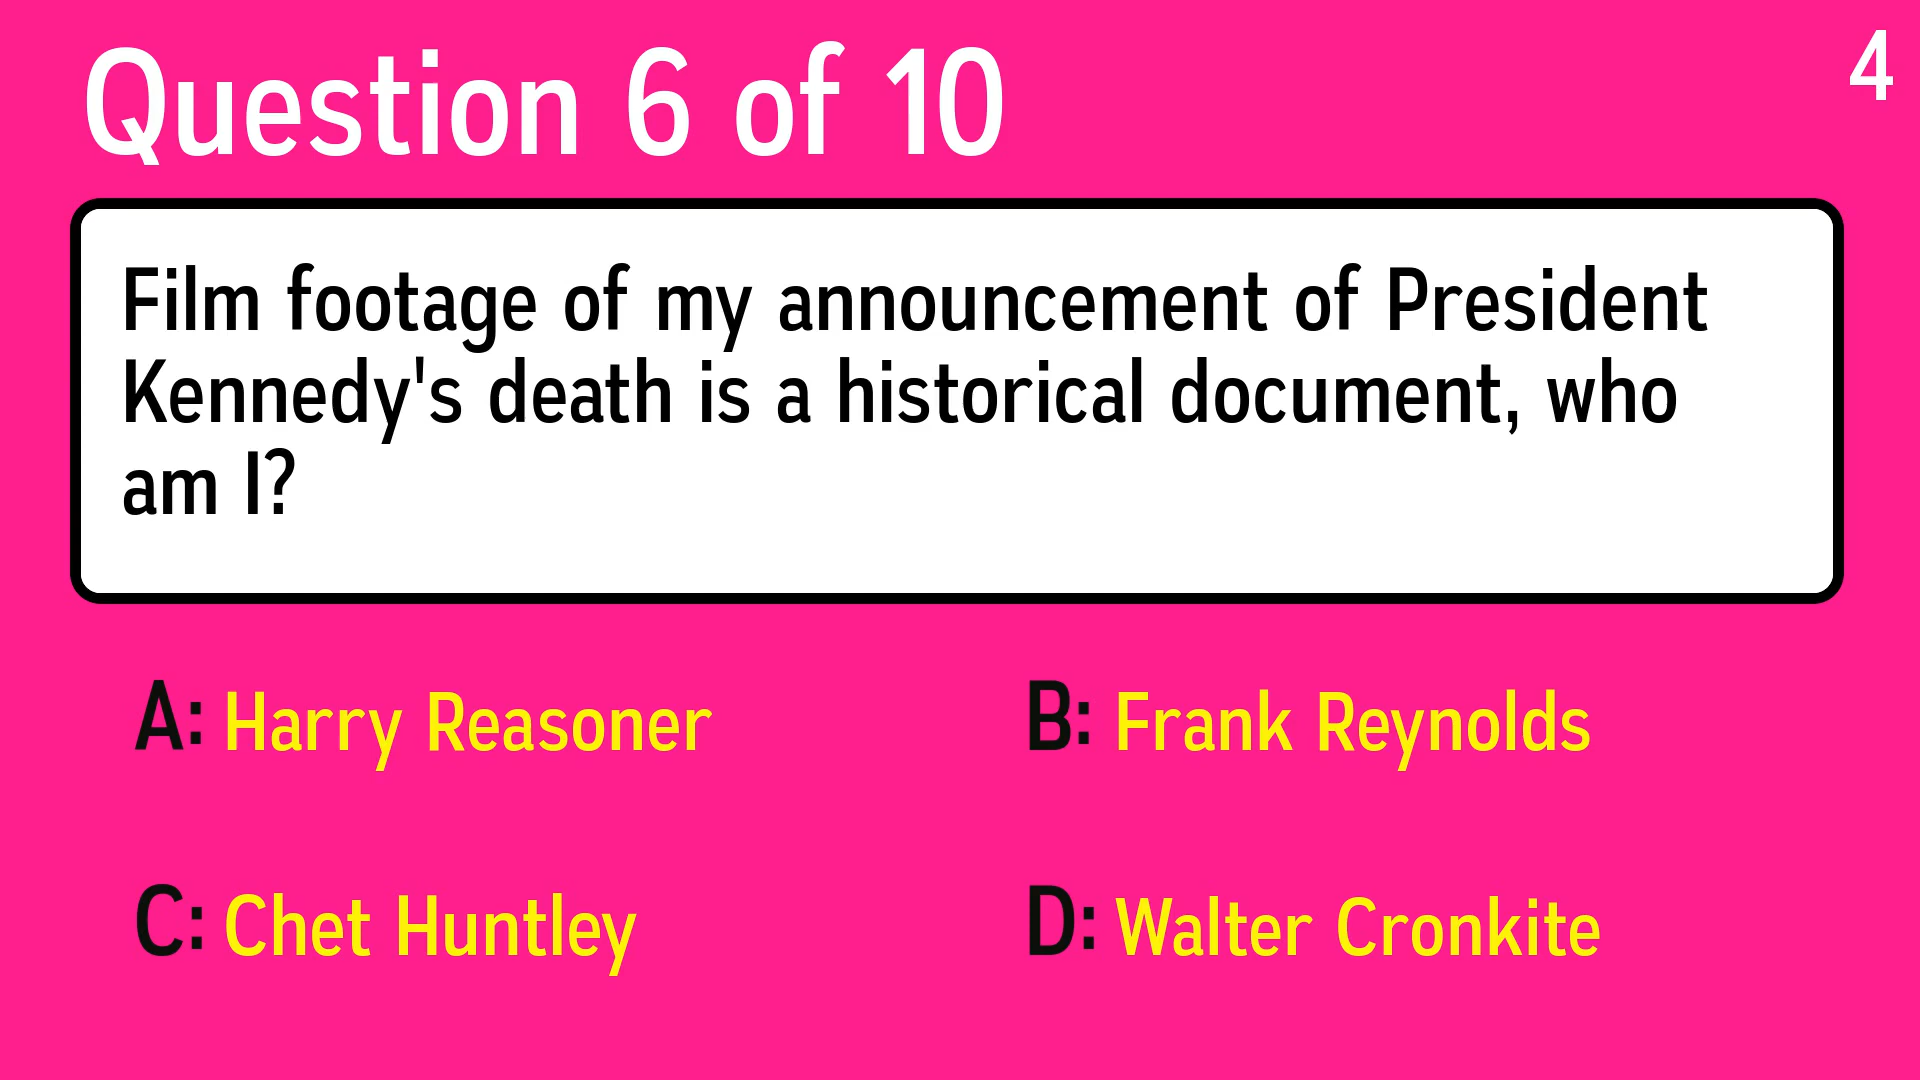 Question 6 of 10
4
Film footage of my announcement of President
Kennedy's death is a historical document, who
am I?
A: Harry Reasoner
B: Frank Reynolds
C: Chet Huntley
D: Walter Cronkite